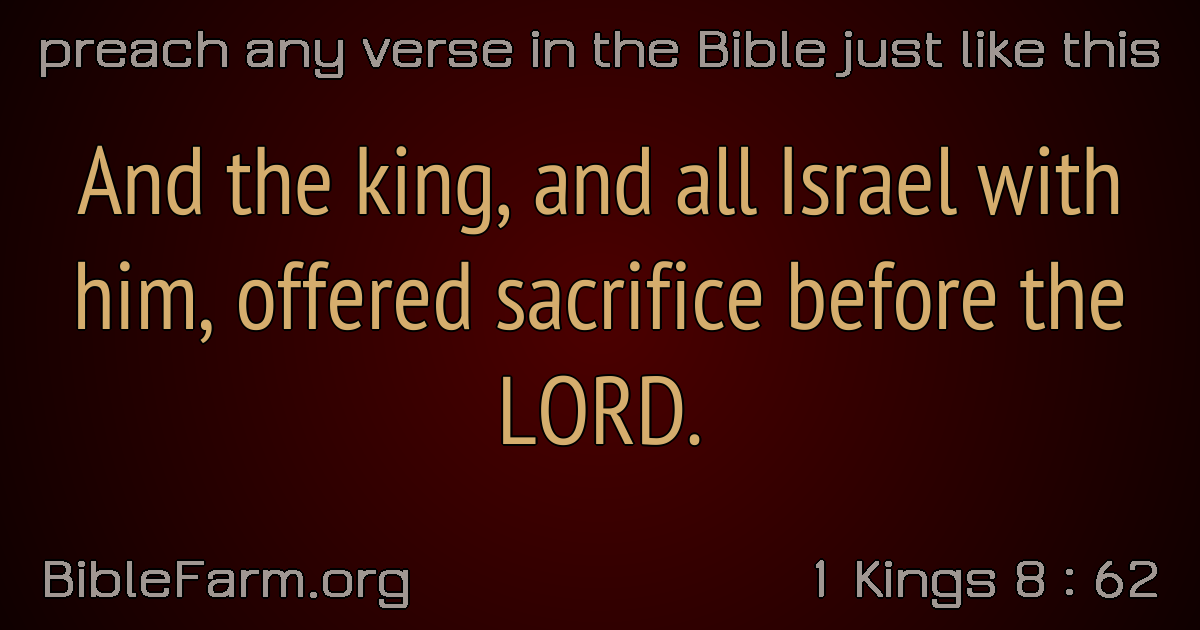 preach any verse in the Bible just like this
And the king, and all Israel with
him, offered sacrifice before the
LORD.
BibleFarm.org
1 Kings 8 : 62